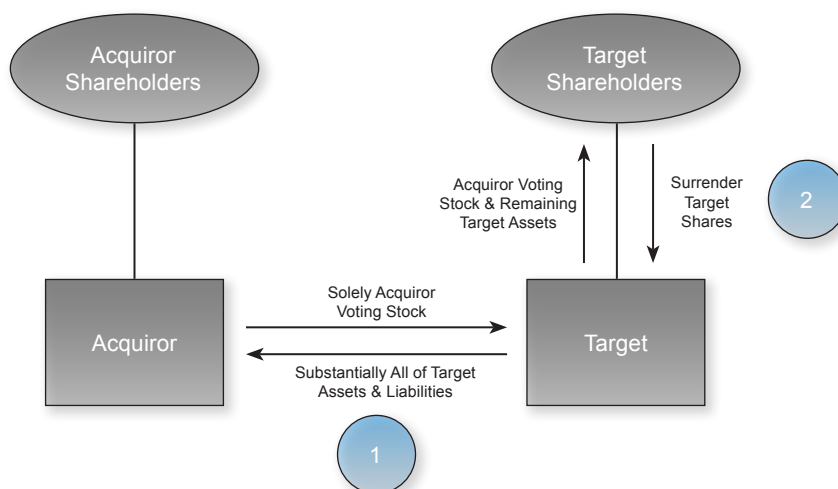 Acquiror
Shareholders
Target
Shareholders
Acquiror Voting
Stock & Remaining
Target Assets
Surrender
Target
Shares
2
Solely Acquiror
Voting Stock
Acquiror
Target
Substantially All of Target
Assets & Liabilities
1